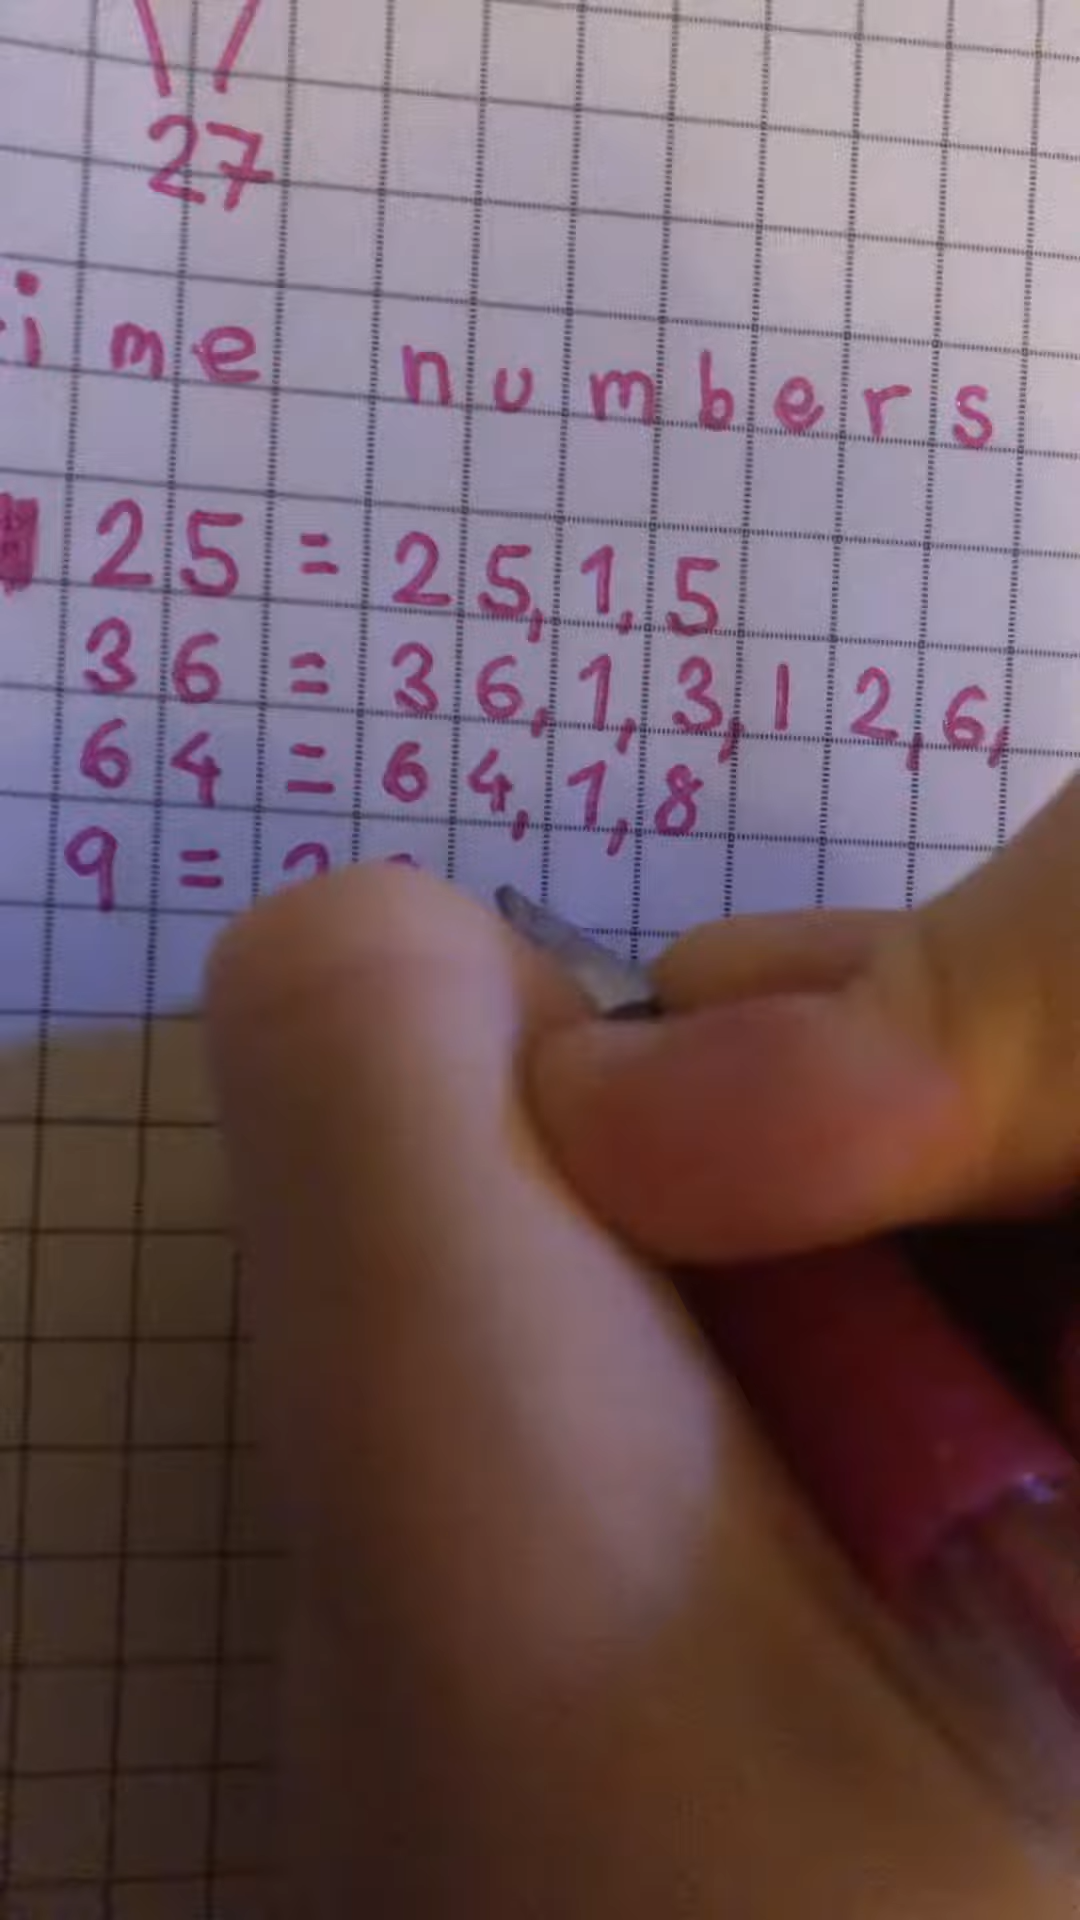 27
ime numbers
25 = 25,1,5
36 = 36,1,3,12,6,
64 = 64,1,8
9 =